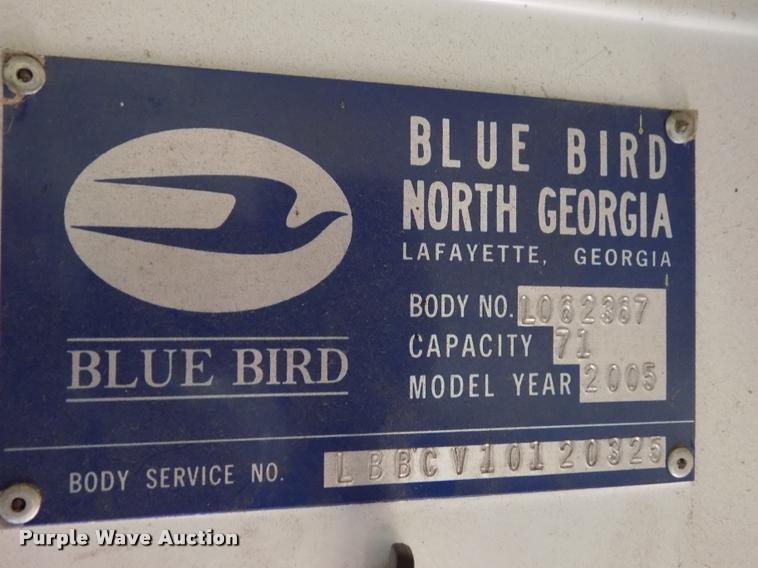 BLUE BIRD
NORTH GEORGIA
LAFAYETTE, GEORGIA
BODY NO. L062367
CAPACITY 71
MODEL YEAR 2005
BLUE BIRD
BODY SERVICE NO. LBBCV10120325
Purple Wave Auction